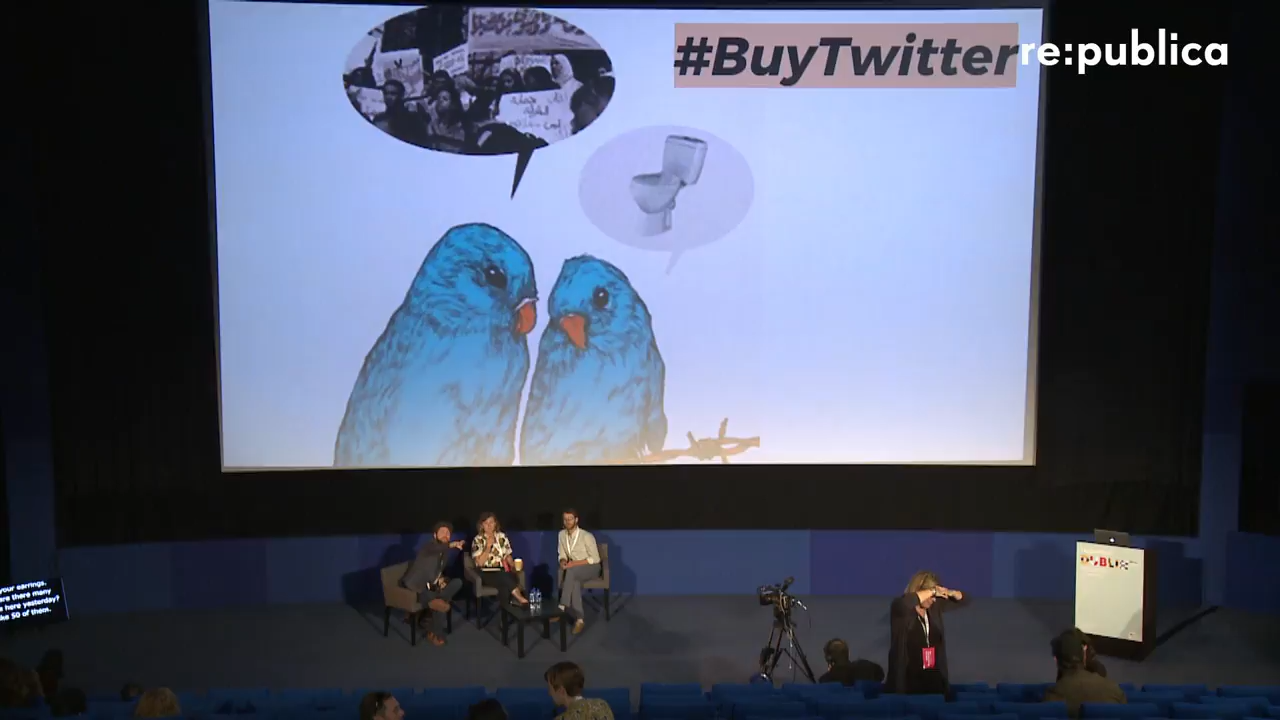 #BuyTwitter
re:publica
your earrings,
ere there many
here yesterday?
ke 50 of them.